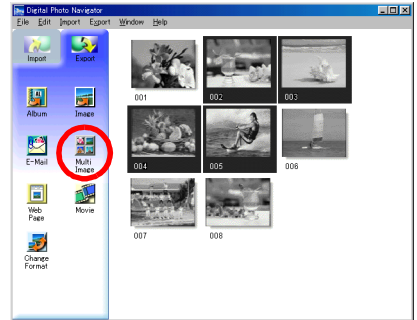 Digital Photo Navigator
File Edit Import Export Window Help
Import Export
Album Image
E-Mail Multi Image
Web Page Movie
Change Format
001 002 003
004 005 006
007 008